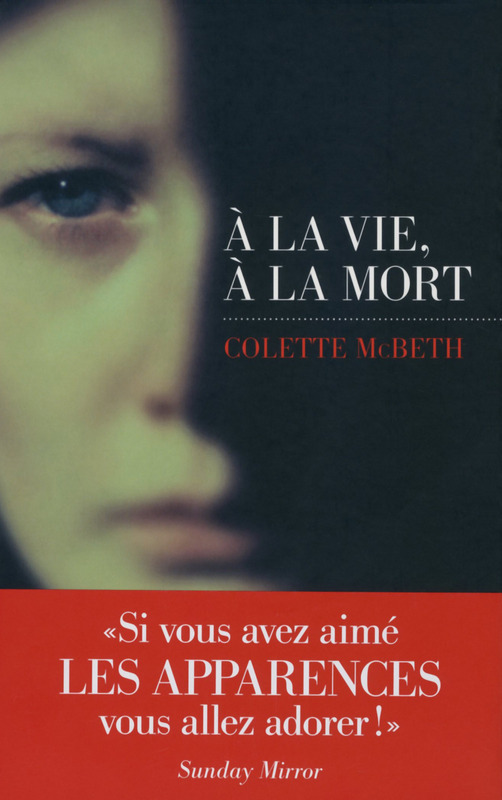 À LA VIE,
À LA MORT
COLETTE McBETH
«Si vous avez aimé
LES APPARENCES
vous allez adorer!»
Sunday Mirror